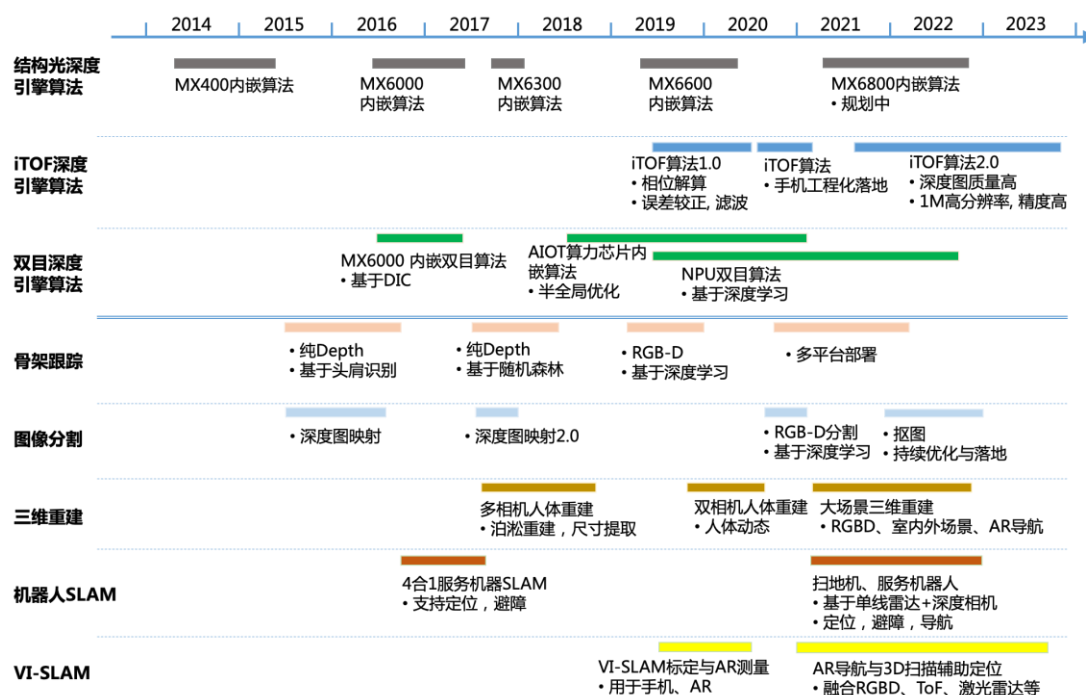 2014 2015 2016 2017 2018 2019 2020 2021 2022 2023
结构光深度
引擎算法
MX400内嵌算法
MX6000
内嵌算法
MX6300
内嵌算法
MX6600
内嵌算法
MX6800内嵌算法
• 规划中
iTOF深度
引擎算法
iTOF算法1.0
• 相位解算
• 误差较正, 滤波
iTOF算法
• 手机工程化落地
iTOF算法2.0
• 深度图质量高
• 1M高分辨率, 精度高
双目深度
引擎算法
MX6000 内嵌双目算法
• 基于DIC
AIOT算力芯片内
嵌算法
• 半全局优化
NPU双目算法
• 基于深度学习
骨架跟踪
• 纯Depth
• 基于头肩识别
• 纯Depth
• 基于随机森林
• RGB-D
• 基于深度学习
• 多平台部署
图像分割
• 深度图映射
• 深度图映射2.0
• RGB-D分割
• 基于深度学习
• 抠图
• 持续优化与落地
三维重建
多相机人体重建
• 泊淞重建，尺寸提取
双相机人体重建
• 人体动态
大场景三维重建
• RGBD、室内外场景、AR导航
机器人SLAM
4合1服务机器SLAM
• 支持定位，避障
扫地机、服务机器人
• 基于单线雷达+深度相机
• 定位，避障，导航
VI-SLAM
VI-SLAM标定与AR测量
• 用于手机、AR
AR导航与3D扫描辅助定位
• 融合RGBD、ToF、激光雷达等